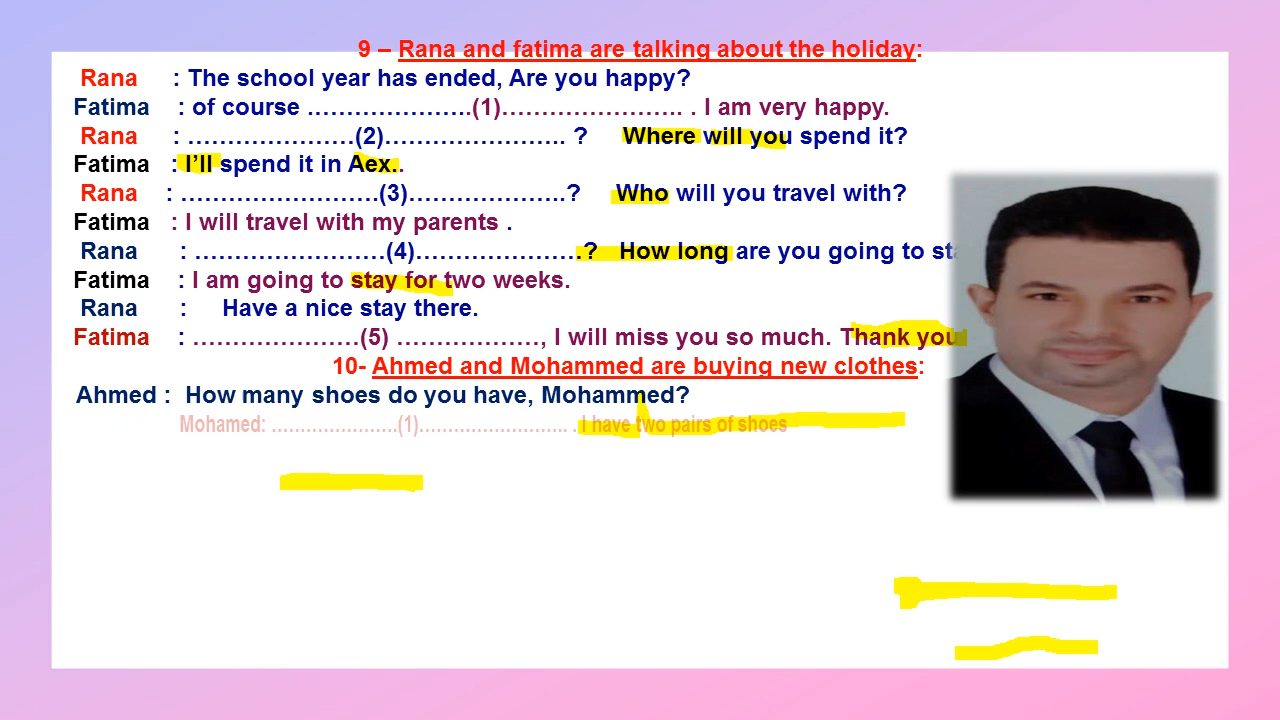 9 – Rana and fatima are talking about the holiday:
Rana : The school year has ended, Are you happy?
Fatima : of course ………………….(1)………………….. . I am very happy.
Rana : …………………(2)………………….. ? Where will you spend it?
Fatima : I’ll spend it in Aex..
Rana : …………………….(3)……………….? Who will you travel with?
Fatima : I will travel with my parents .
Rana : ……………………(4)…………………? How long are you going to
Fatima : I am going to stay for two weeks.
Rana : Have a nice stay there.
Fatima : …………………(5) ………………, I will miss you so much. Thank you
10- Ahmed and Mohammed are buying new clothes:
Ahmed : How many shoes do you have, Mohammed?
Mohamed: ………………….(1)…………………….. . I have two pairs of shoes